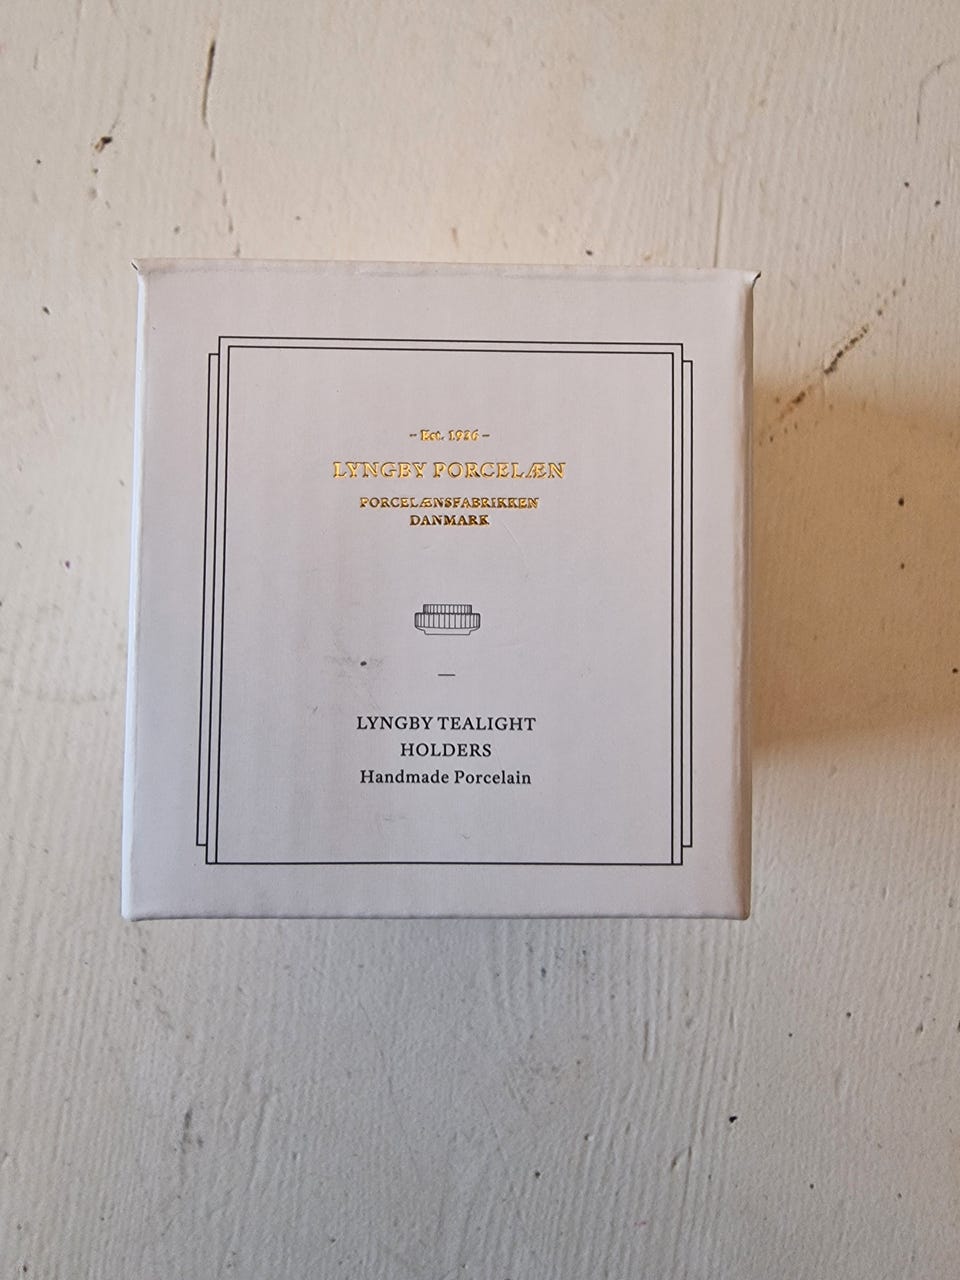 - Est. 1936 -
LYNGBY PORCELÆN
PORCELÆNSFABRIKKEN
DANMARK
LYNGBY TEALIGHT
HOLDERS
Handmade Porcelain